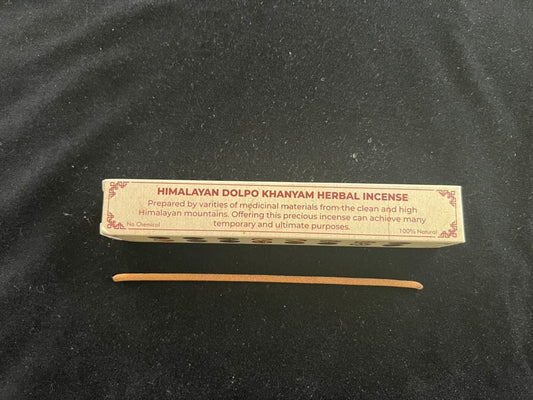 HIMALAYAN DOLPO KHANYAM HERBAL INCENSE
Prepared by varities of medicinal materials from the clean and high
Himalayan mountains. Offering this precious incense can achieve many
temporary and ultimate purposes.
No Chemicol
100% Natural